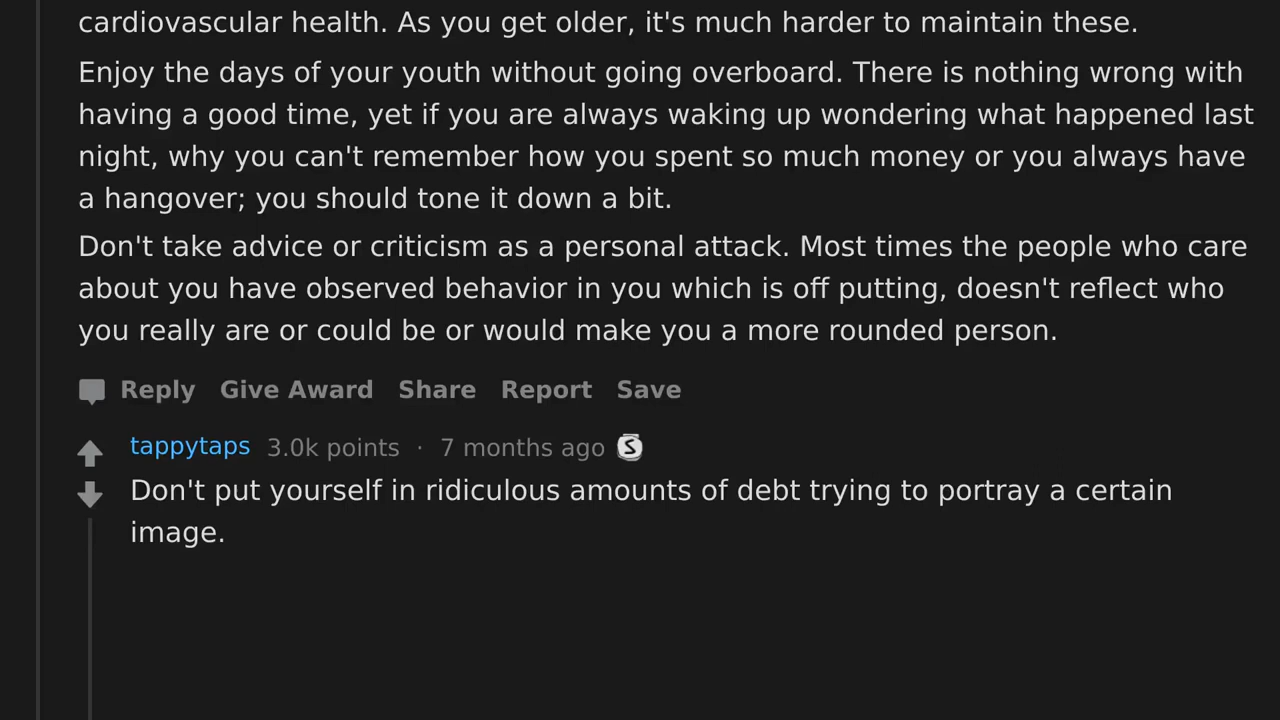 cardiovascular health. As you get older, it's much harder to maintain these.
Enjoy the days of your youth without going overboard. There is nothing wrong with
having a good time, yet if you are always waking up wondering what happened last
night, why you can't remember how you spent so much money or you always have
a hangover; you should tone it down a bit.
Don't take advice or criticism as a personal attack. Most times the people who care
about you have observed behavior in you which is off putting, doesn't reflect who
you really are or could be or would make you a more rounded person.
Reply Give Award Share Report Save
tappytaps 3.0k points · 7 months ago S
Don't put yourself in ridiculous amounts of debt trying to portray a certain
image.